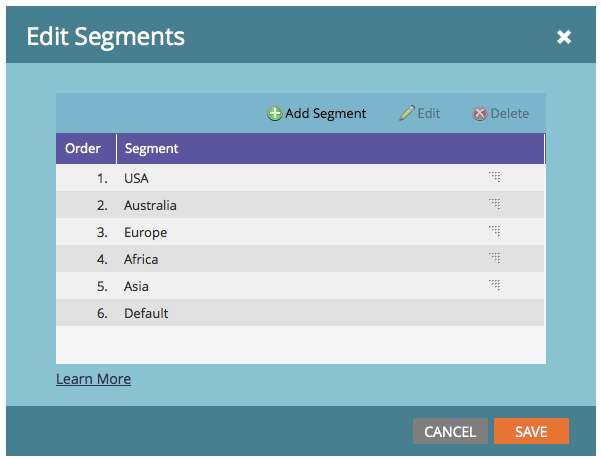 Edit Segments
Add Segment Edit Delete
Order Segment
1. USA
2. Australia
3. Europe
4. Africa
5. Asia
6. Default
Learn More
CANCEL SAVE